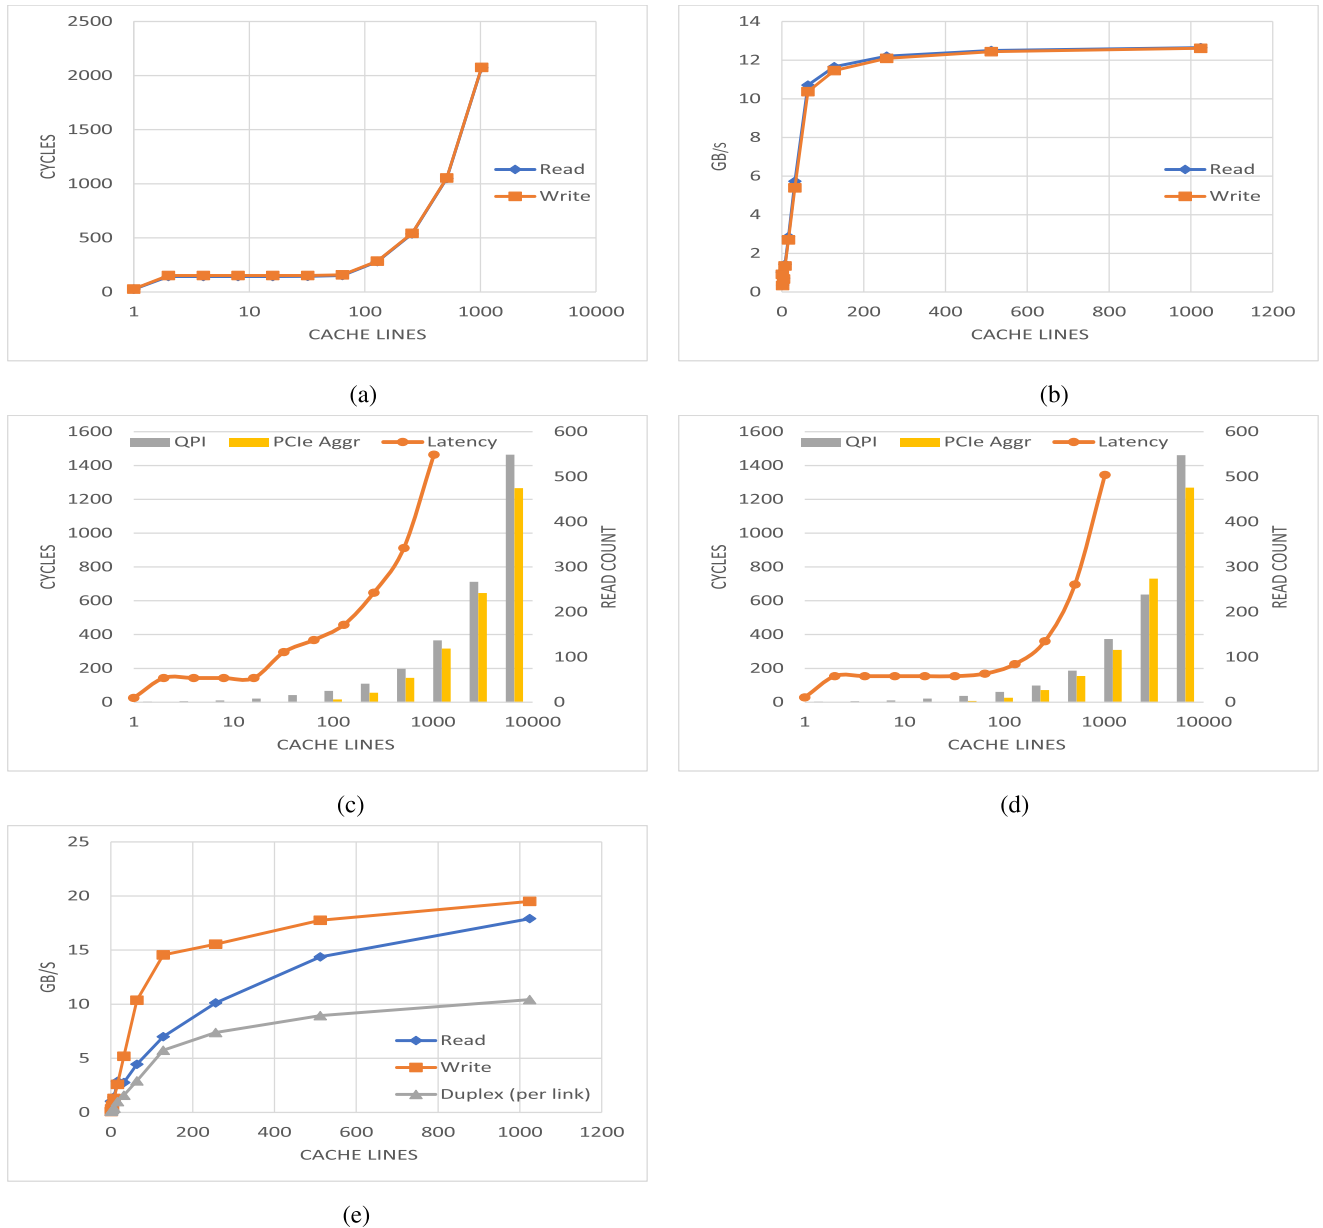 2500
2000
1500
1000
500
0
CYCLES
Read
Write
1 10 100 1000 10000
CACHE LINES
(a)
14
12
10
8
6
4
2
0
GB/s
Read
Write
0 200 400 600 800 1000 1200
CACHE LINES
(b)
1600
1400
1200
1000
800
600
400
200
0
CYCLES
QPI PCIe Aggr Latency
600
500
400
300
200
100
0
READ COUNT
1 10 100 1000 10000
CACHE LINES
(c)
1600
1400
1200
1000
800
600
400
200
0
CYCLES
QPI PCIe Aggr Latency
600
500
400
300
200
100
0
READ COUNT
1 10 100 1000 10000
CACHE LINES
(d)
25
20
15
10
5
0
GB/S
Read
Write
Duplex (per link)
0 200 400 600 800 1000 1200
CACHE LINES
(e)